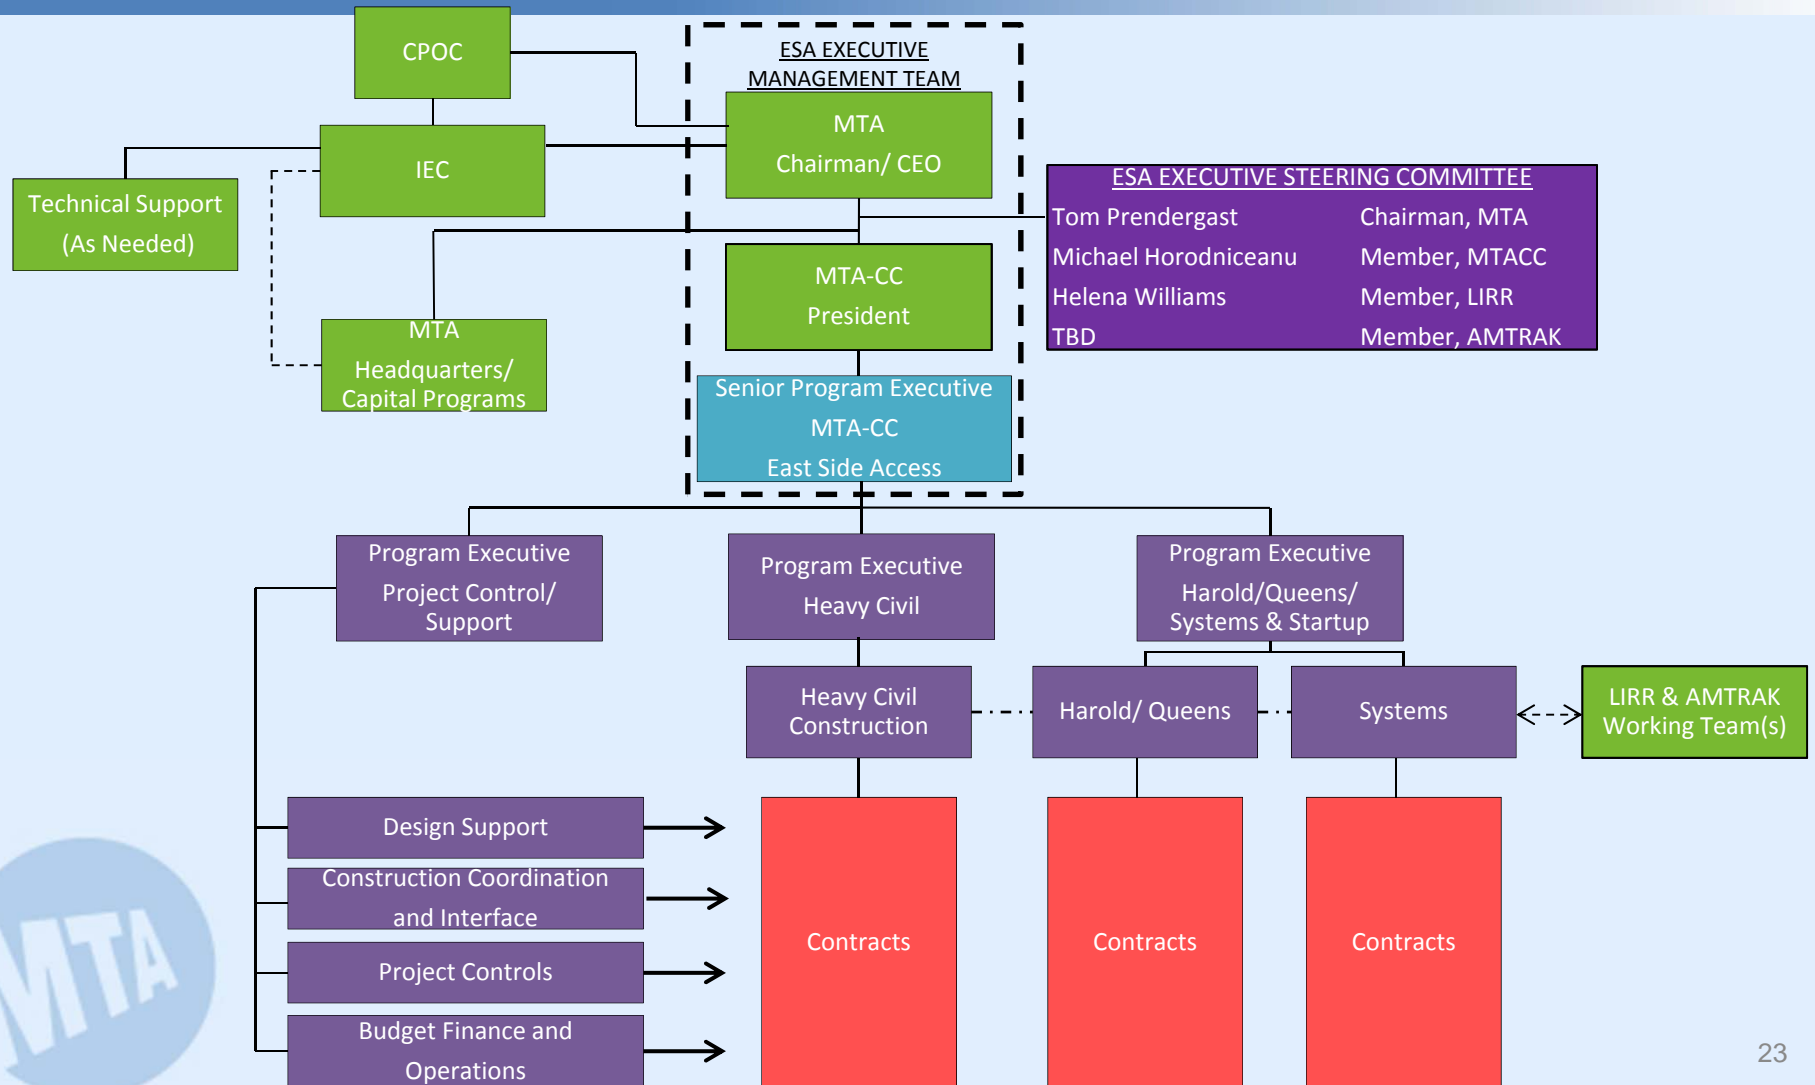 CPOC
ESA EXECUTIVE
MANAGEMENT TEAM
MTA
Chairman/ CEO
IEC
Technical Support
(As Needed)
ESA EXECUTIVE STEERING COMMITTEE
Tom Prendergast Chairman, MTA
Michael Horodniceanu Member, MTACC
Helena Williams Member, LIRR
TBD Member, AMTRAK
MTA-CC
President
MTA
Headquarters/
Capital Programs
Senior Program Executive
MTA-CC
East Side Access
Program Executive
Project Control/
Support
Program Executive
Heavy Civil
Program Executive
Harold/Queens/
Systems & Startup
Heavy Civil
Construction
Harold/ Queens
Systems
LIRR & AMTRAK
Working Team(s)
Design Support
Construction Coordination
and Interface
Project Controls
Budget Finance and
Operations
Contracts
Contracts
Contracts
MTA
23